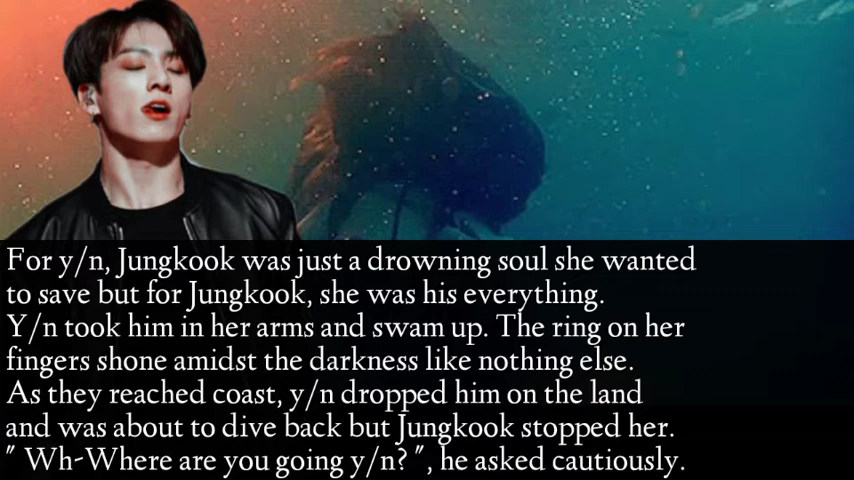 For y/n, Jungkook was just a drowning soul she wanted
to save but for Jungkook, she was his everything.
Y/n took him in her arms and swam up. The ring on her
fingers shone amidst the darkness like nothing else.
As they reached coast, y/n dropped him on the land
and was about to dive back but Jungkook stopped her.
" Wh-Where are you going y/n? ", he asked cautiously.